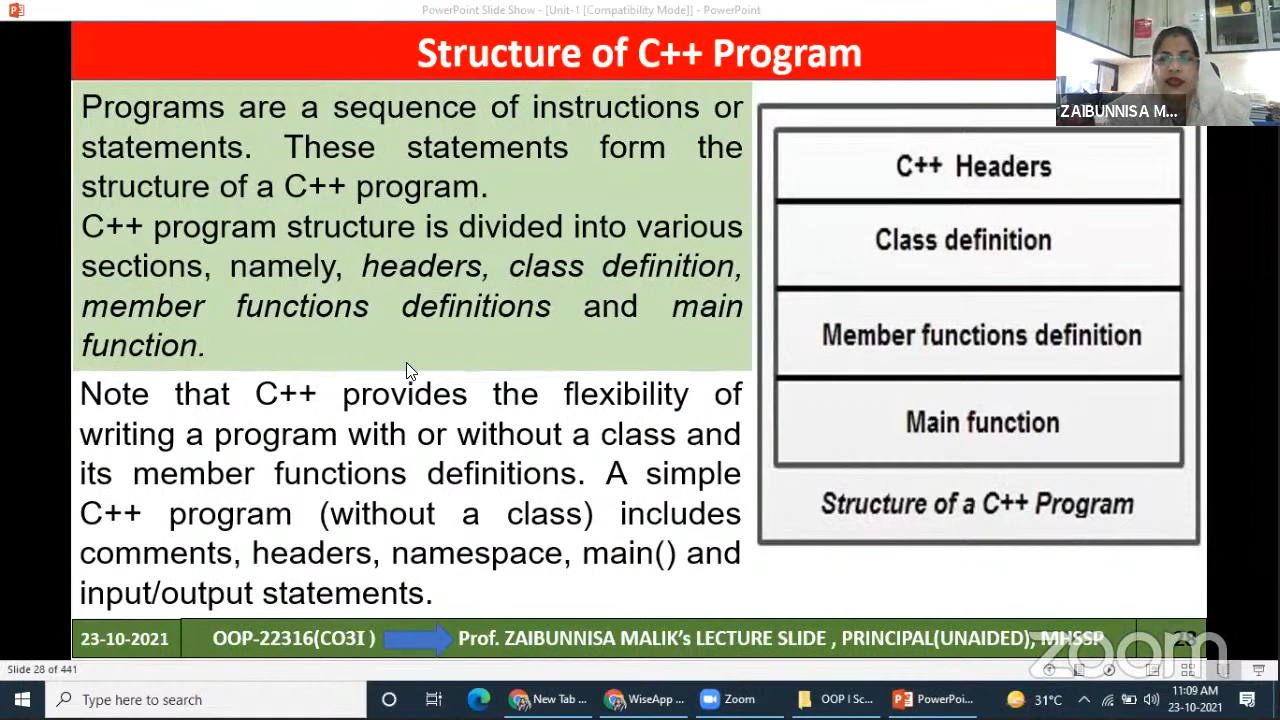 PowerPoint Slide Show - [Unit-1 [Compatibility Mode]] - PowerPoint
Structure of C++ Program
ZAIBUNNISA M...
Programs are a sequence of instructions or
statements. These statements form the
structure of a C++ program.
C++ program structure is divided into various
sections, namely, headers, class definition,
member functions definitions and main
function.
Note that C++ provides the flexibility of
writing a program with or without a class and
its member functions definitions. A simple
C++ program (without a class) includes
comments, headers, namespace, main() and
input/output statements.
C++ Headers
Class definition
Member functions definition
Main function
Structure of a C++ Program
23-10-2021
OOP-22316(CO3I )
Prof. ZAIBUNNISA MALIK's LECTURE SLIDE , PRINCIPAL(UNAIDED), MHSSP
28
zoom
Slide 28 of 441
Type here to search
New Tab ...
WiseApp ...
Zoom
OOP I Sc...
PowerPoi...
31°C
11:09 AM
23-10-2021